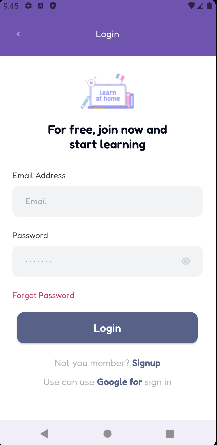 9:45
Login
Learn
at home
For free, join now and
start learning
Email Address
Email
Password
Forget Password
Login
Not you member? Signup
Use can use Google for sign in